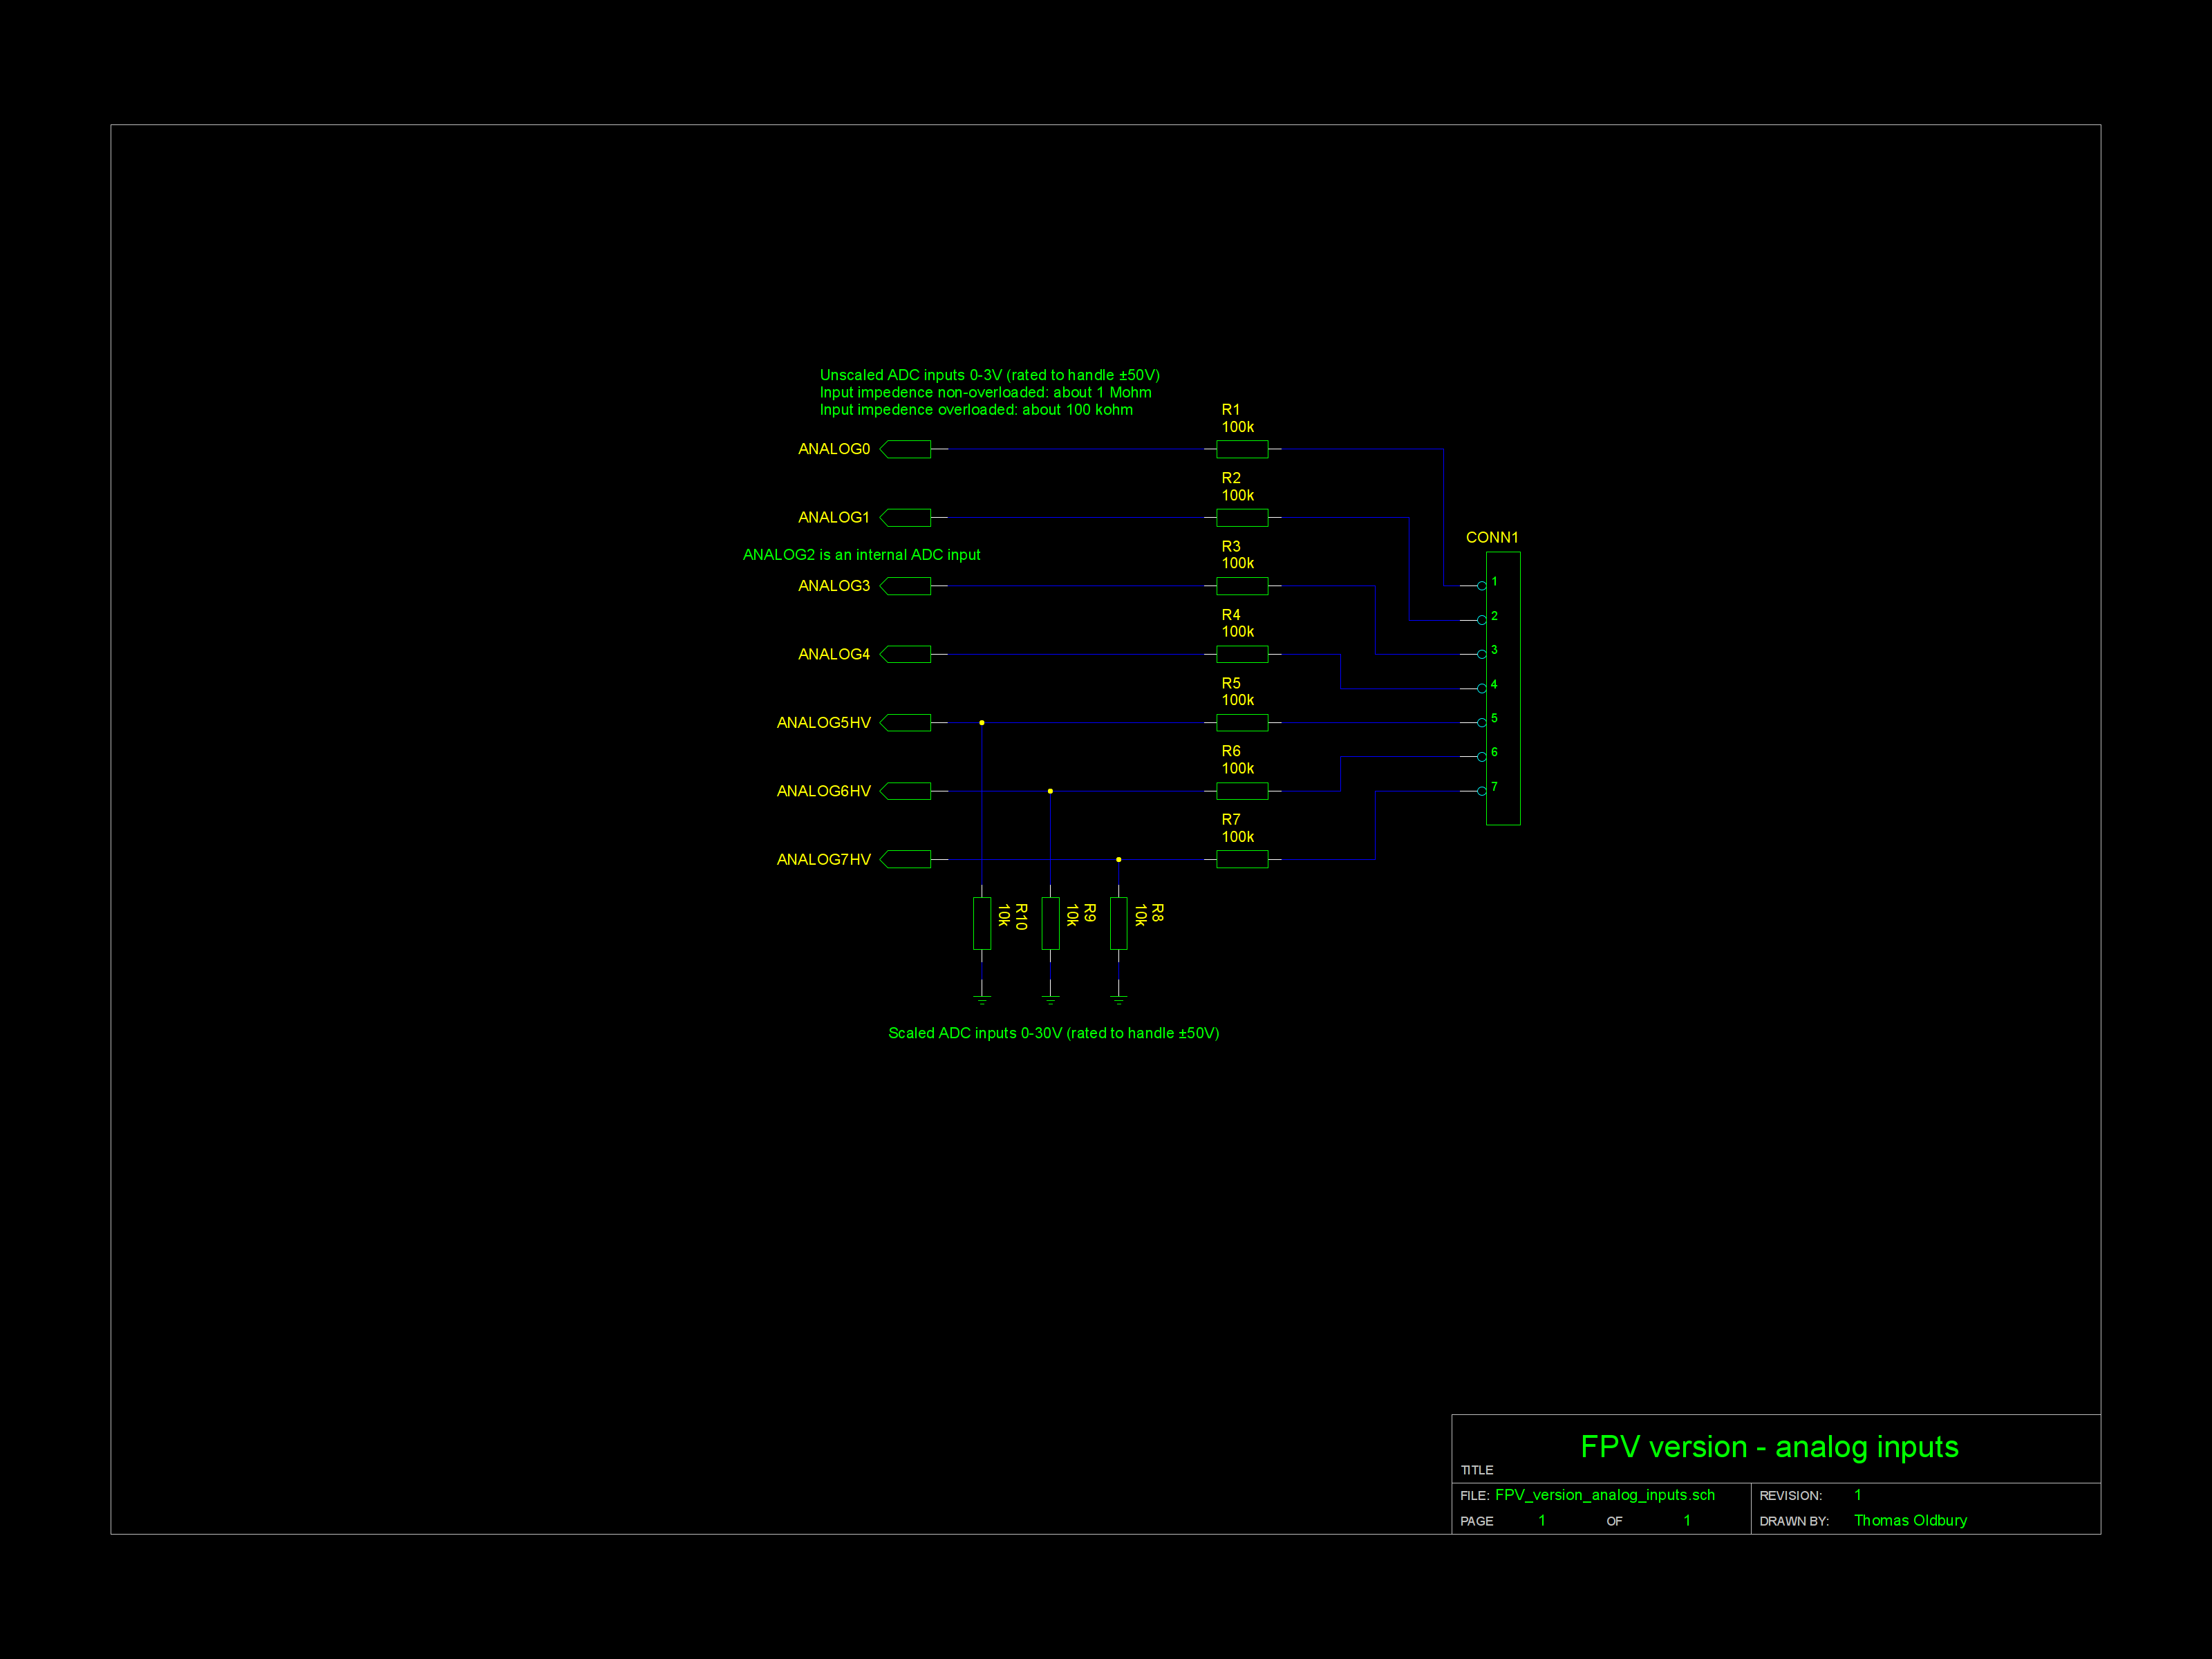 Unscaled ADC inputs 0-3V (rated to handle ±50V)
Input impedence non-overloaded: about 1 Mohm
Input impedence overloaded: about 100 kohm
R1
100k
ANALOG0
R2
100k
ANALOG1
CONN1
R3
100k
ANALOG2 is an internal ADC input
ANALOG3
1
R4
100k
2
ANALOG4
3
R5
100k
4
ANALOG5HV
5
R6
100k
6
ANALOG6HV
7
R7
100k
ANALOG7HV
R10
10k
R9
10k
R8
10k
Scaled ADC inputs 0-30V (rated to handle ±50V)
FPV version - analog inputs
TITLE
FILE: FPV_version_analog_inputs.sch
REVISION: 1
PAGE 1 OF 1
DRAWN BY: Thomas Oldbury